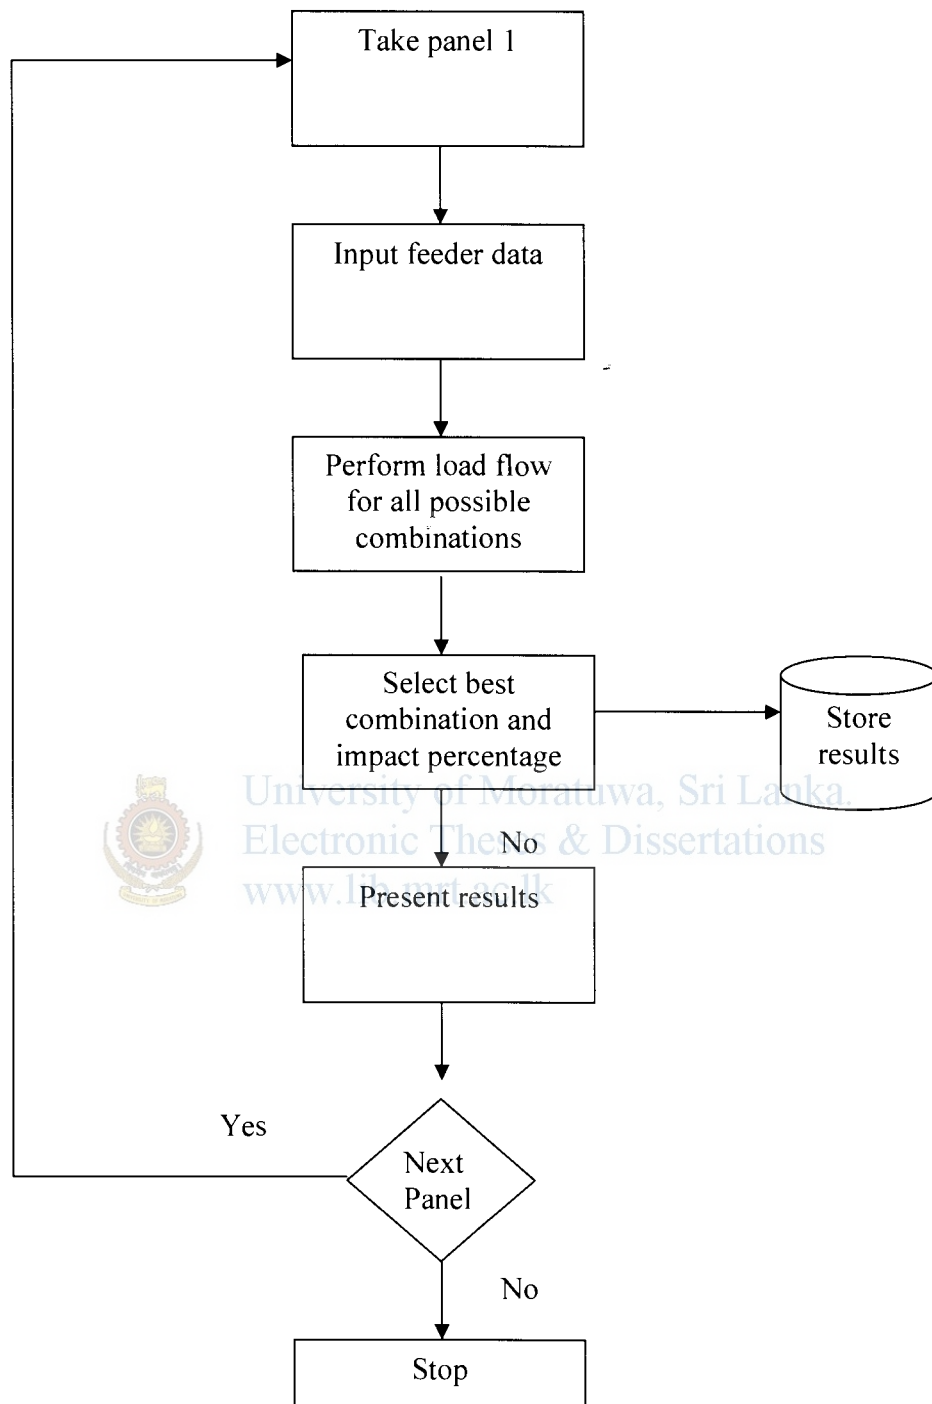 Take panel 1
Input feeder data
Perform load flow
for all possible
combinations
Select best
combination and
impact percentage
Store
results
University of Moratuwa, Sri Lanka.
Electronic Theses & Dissertations
www.lib.mrt.ac.lk
No
Present results
Yes
Next
Panel
No
Stop